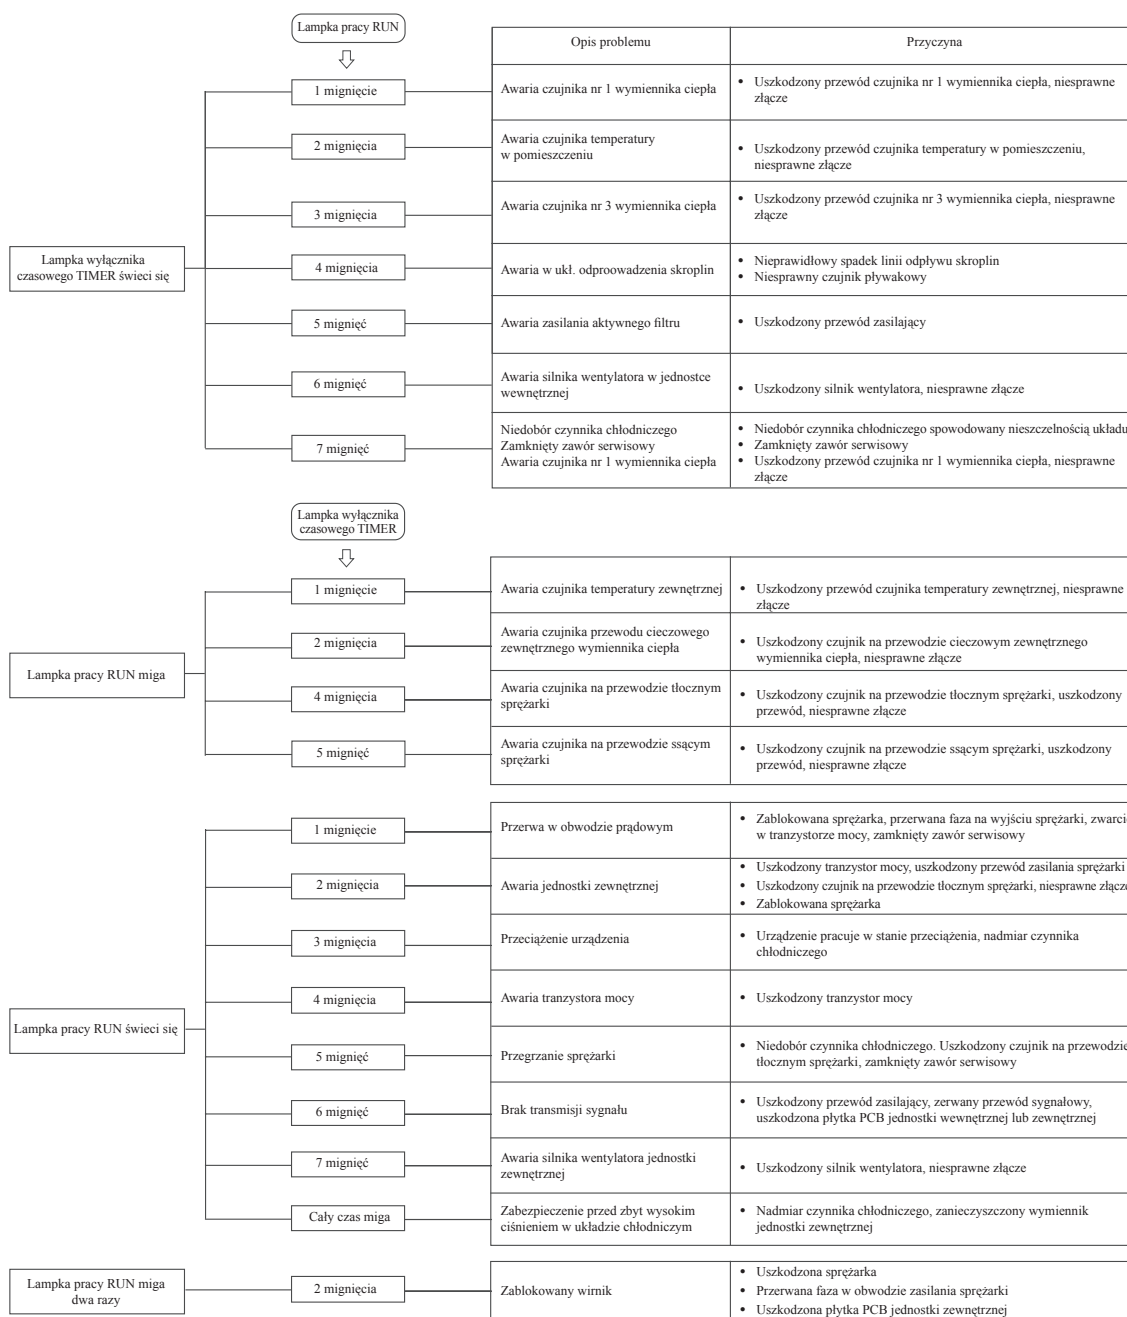 Lampka pracy RUN
Opis problemu
Przyczyna
Lampka wyłącznika
czasowego TIMER świeci się
1 mignięcie
Awaria czujnika nr 1 wymiennika ciepła
• Uszkodzony przewód czujnika nr 1 wymiennika ciepła, niesprawne
złącze
2 mignięcia
Awaria czujnika temperatury
w pomieszczeniu
• Uszkodzony przewód czujnika temperatury w pomieszczeniu,
niesprawne złącze
3 mignięcia
Awaria czujnika nr 3 wymiennika ciepła
• Uszkodzony przewód czujnika nr 3 wymiennika ciepła, niesprawne
złącze
4 mignięcia
Awaria w ukł. odproowadzenia skroplin
• Nieprawidłowy spadek linii odpływu skroplin
• Niesprawny czujnik pływakowy
5 mignięć
Awaria zasilania aktywnego filtru
• Uszkodzony przewód zasilający
6 mignięć
Awaria silnika wentylatora w jednostce
wewnętrznej
• Uszkodzony silnik wentylatora, niesprawne złącze
7 mignięć
Niedobór czynnika chłodniczego
Zamknięty zawór serwisowy
Awaria czujnika nr 1 wymiennika ciepła
• Niedobór czynnika chłodniczego spowodowany nieszczelnością układu
• Zamknięty zawór serwisowy
• Uszkodzony przewód czujnika nr 1 wymiennika ciepła, niesprawne
złącze
Lampka wyłącznika
czasowego TIMER
Lampka pracy RUN miga
1 mignięcie
Awaria czujnika temperatury zewnętrznej
• Uszkodzony przewód czujnika temperatury zewnętrznej, niesprawne
złącze
2 mignięcia
Awaria czujnika przewodu cieczowego
zewnętrznego wymiennika ciepła
• Uszkodzony czujnik na przewodzie cieczowym zewnętrznego
wymiennika ciepła, niesprawne złącze
4 mignięcia
Awaria czujnika na przewodzie tłocznym
sprężarki
• Uszkodzony czujnik na przewodzie tłocznym sprężarki, uszkodzony
przewód, niesprawne złącze
5 mignięć
Awaria czujnika na przewodzie ssącym
sprężarki
• Uszkodzony czujnik na przewodzie ssącym sprężarki, uszkodzony
przewód, niesprawne złącze
Lampka pracy RUN świeci się
1 mignięcie
Przerwa w obwodzie prądowym
• Zablokowana sprężarka, przerwana faza na wyjściu sprężarki, zwarcie
w tranzystorze mocy, zamknięty zawór serwisowy
2 mignięcia
Awaria jednostki zewnętrznej
• Uszkodzony tranzystor mocy, uszkodzony przewód zasilania sprężarki
• Uszkodzony czujnik na przewodzie tłocznym sprężarki, niesprawne złącze
• Zablokowana sprężarka
3 mignięcia
Przeciążenie urządzenia
• Urządzenie pracuje w stanie przeciążenia, nadmiar czynnika
chłodniczego
4 mignięcia
Awaria tranzystora mocy
• Uszkodzony tranzystor mocy
5 mignięć
Przegrzanie sprężarki
• Niedobór czynnika chłodniczego. Uszkodzony czujnik na przewodzie
tłocznym sprężarki, zamknięty zawór serwisowy
6 mignięć
Brak transmisji sygnału
• Uszkodzony przewód zasilający, zerwany przewód sygnałowy,
uszkodzona płytka PCB jednostki wewnętrznej lub zewnętrznej
7 mignięć
Awaria silnika wentylatora jednostki
zewnętrznej
• Uszkodzony silnik wentylatora, niesprawne złącze
Cały czas miga
Zabezpieczenie przed zbyt wysokim
ciśnieniem w układzie chłodniczym
• Nadmiar czynnika chłodniczego, zanieczyszczony wymiennik
jednostki zewnętrznej
Lampka pracy RUN miga
dwa razy
2 mignięcia
Zablokowany wirnik
• Uszkodzona sprężarka
• Przerwana faza w obwodzie zasilania sprężarki
• Uszkodzona płytka PCB jednostki zewnętrznej